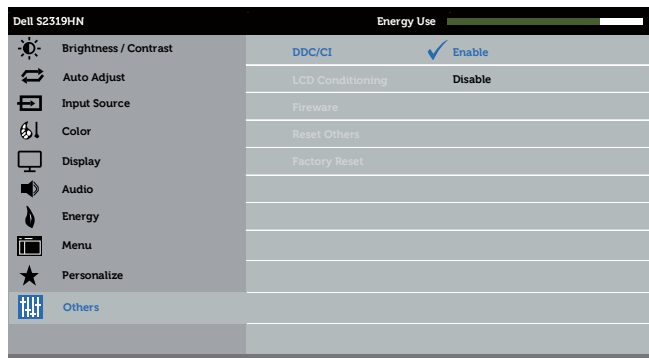 Dell S2319HN Energy Use
Brightness / Contrast DDC/CI Enable
Auto Adjust LCD Conditioning Disable
Input Source Fireware
Color Reset Others
Display Factory Reset
Audio
Energy
Menu
Personalize
Others